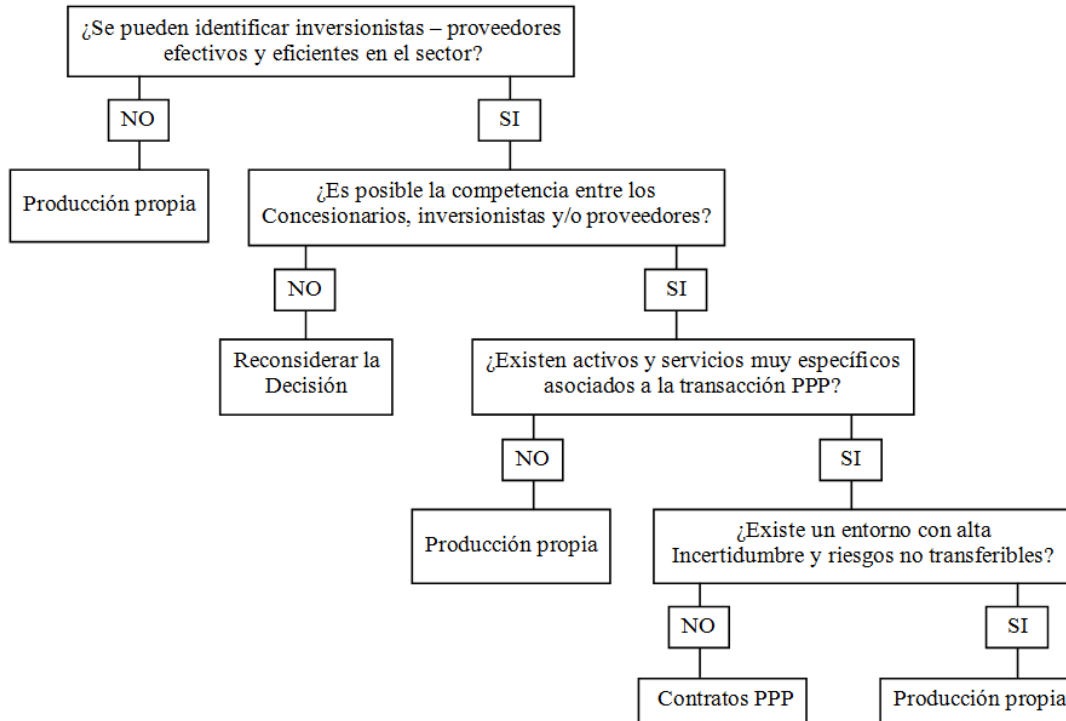 ¿Se pueden identificar inversionistas – proveedores
efectivos y eficientes en el sector?
NO
SI
Producción propia
¿Es posible la competencia entre los
Concesionarios, inversionistas y/o proveedores?
NO
SI
Reconsiderar la
Decisión
¿Existen activos y servicios muy específicos
asociados a la transacción PPP?
NO
SI
Producción propia
¿Existe un entorno con alta
Incertidumbre y riesgos no transferibles?
NO
SI
Contratos PPP
Producción propia